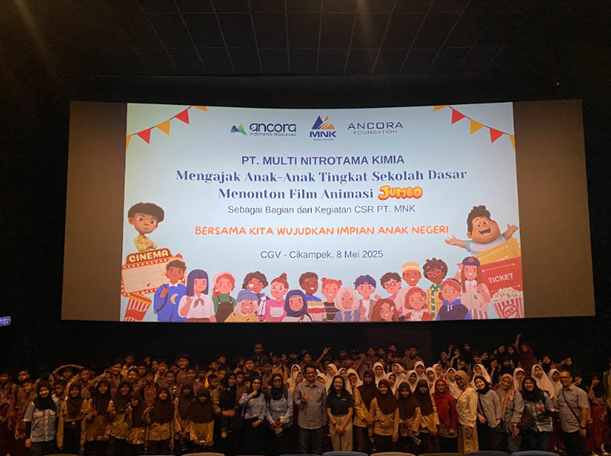 ancora
indonesia resources
MNK
ANCORA
FOUNDATION
PT. MULTI NITROTAMA KIMIA
Mengajak Anak-Anak Tingkat Sekolah Dasar
Menonton Film Animasi JUMBO
Sebagai Bagian dari Kegiatan CSR PT. MNK
BERSAMA KITA WUJUDKAN IMPIAN ANAK NEGERI
CGV - Cikampek, 8 Mei 2025
CINEMA
TICKET